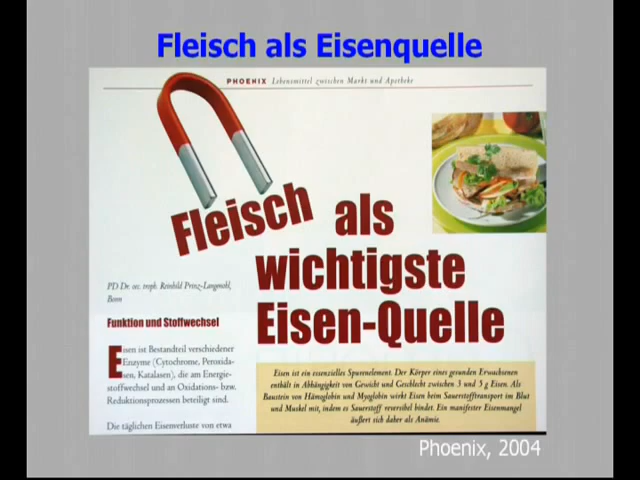 Fleisch als Eisenquelle
PHOENIX Lebensmittel zwischen Markt und Apotheke
Fleisch als
wichtigste
Eisen-Quelle
PD Dr. oec. troph. Reinhild Prinz-Langenohl,
Bonn
Funktion und Stoffwechsel
Eisen ist Bestandteil verschiedener
Enzyme (Cytochrome, Peroxida-
sen, Katalasen), die am Energie-
stoffwechsel und an Oxidations- bzw.
Reduktionsprozessen beteiligt sind.
Die täglichen Eisenverluste von etwa
Eisen ist ein essenzielles Spurenelement. Der Körper eines gesunden Erwachsenen
enthält in Abhängigkeit von Gewicht und Geschlecht zwischen 3 und 5 g Eisen. Als
Baustein von Hämoglobin und Myoglobin wirkt Eisen beim Sauerstofftransport im Blut
und Muskel mit, indem es Sauerstoff reversibel bindet. Ein manifester Eisenmangel
äußert sich daher als Anämie.
Phoenix, 2004